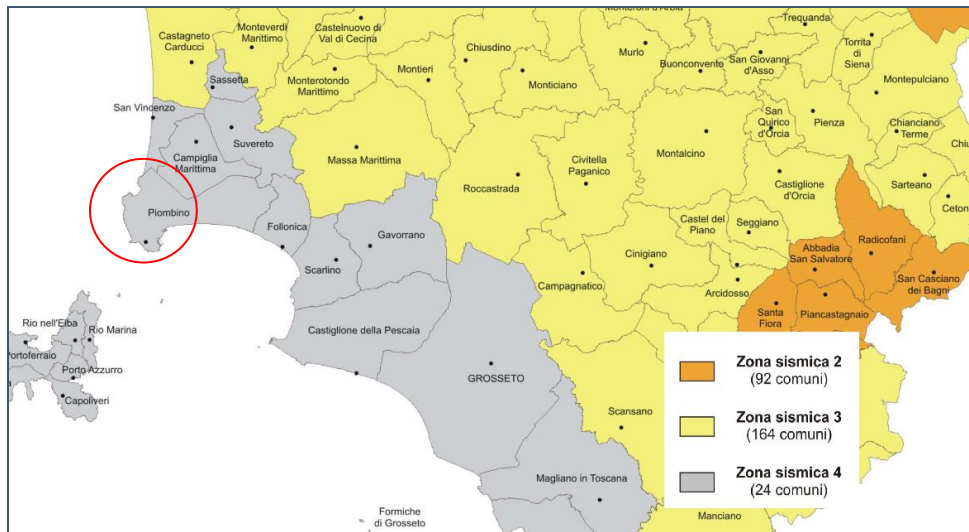 Monteroni d'Arbia
Trequanda
Castagneto
Carducci
Monteverdi
Marittimo
Castelnuovo di
Val di Cecina
Chiusdino
Murlo
Buonconvento
San Giovanni
d'Asso
Torrita
di
Siena
Sassetta
Monterotondo
Marittimo
Montieri
Monticiano
Montepulciano
San Vincenzo
Suvereto
Campiglia
Marittima
Massa Marittima
Civitella
Paganico
Montalcino
San
Quirico
d'Orcia
Pienza
Chianciano
Terme
Roccastrada
Castiglione
d'Orcia
Sarteano
Piombino
Follonica
Gavorrano
Castel del
Piano
Seggiano
Scarlino
Campagnatico
Cinigiano
Arcidosso
Abbadia
San Salvatore
Radicofani
San Casciano
dei Bagni
Santa
Fiora
Piancastagnaio
Rio nell'Elba
Rio Marina
Porto Azzurro
Capoliveri
Castiglione della Pescaia
GROSSETO
Scansano
Magliano in Toscana
Formiche
di Grosseto
Manciano
Zona sismica 2
(92 comuni)
Zona sismica 3
(164 comuni)
Zona sismica 4
(24 comuni)